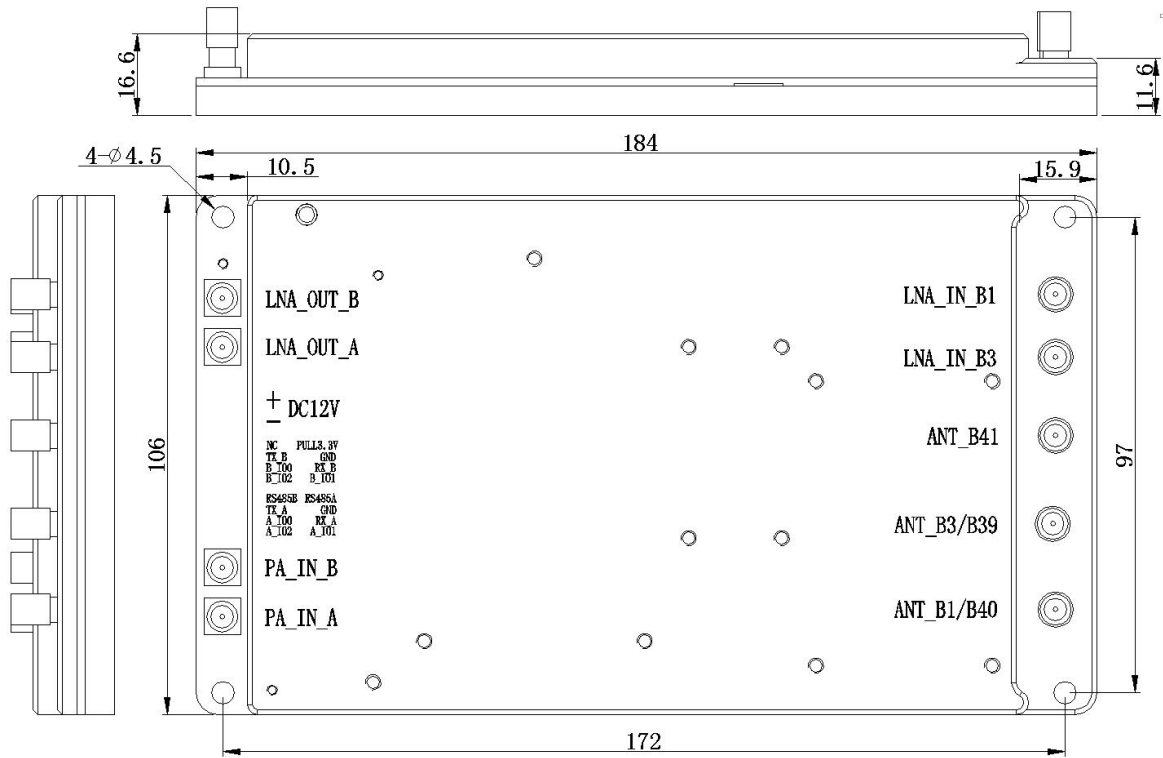 16.6
11.6
184
4-Ø4.5
10.5
15.9
LNA_OUT_B
LNA_IN_B1
LNA_OUT_A
LNA_IN_B3
+
− DC12V
ANT_B41
106
97
NC PULL3.3V
TX_B GND
B_IO0 RX_B
B_IO2 B_IO1
RS485B RS485A
TX_A GND
A_IO0 RX_A
A_IO2 A_IO1
ANT_B3/B39
PA_IN_B
PA_IN_A
ANT_B1/B40
172